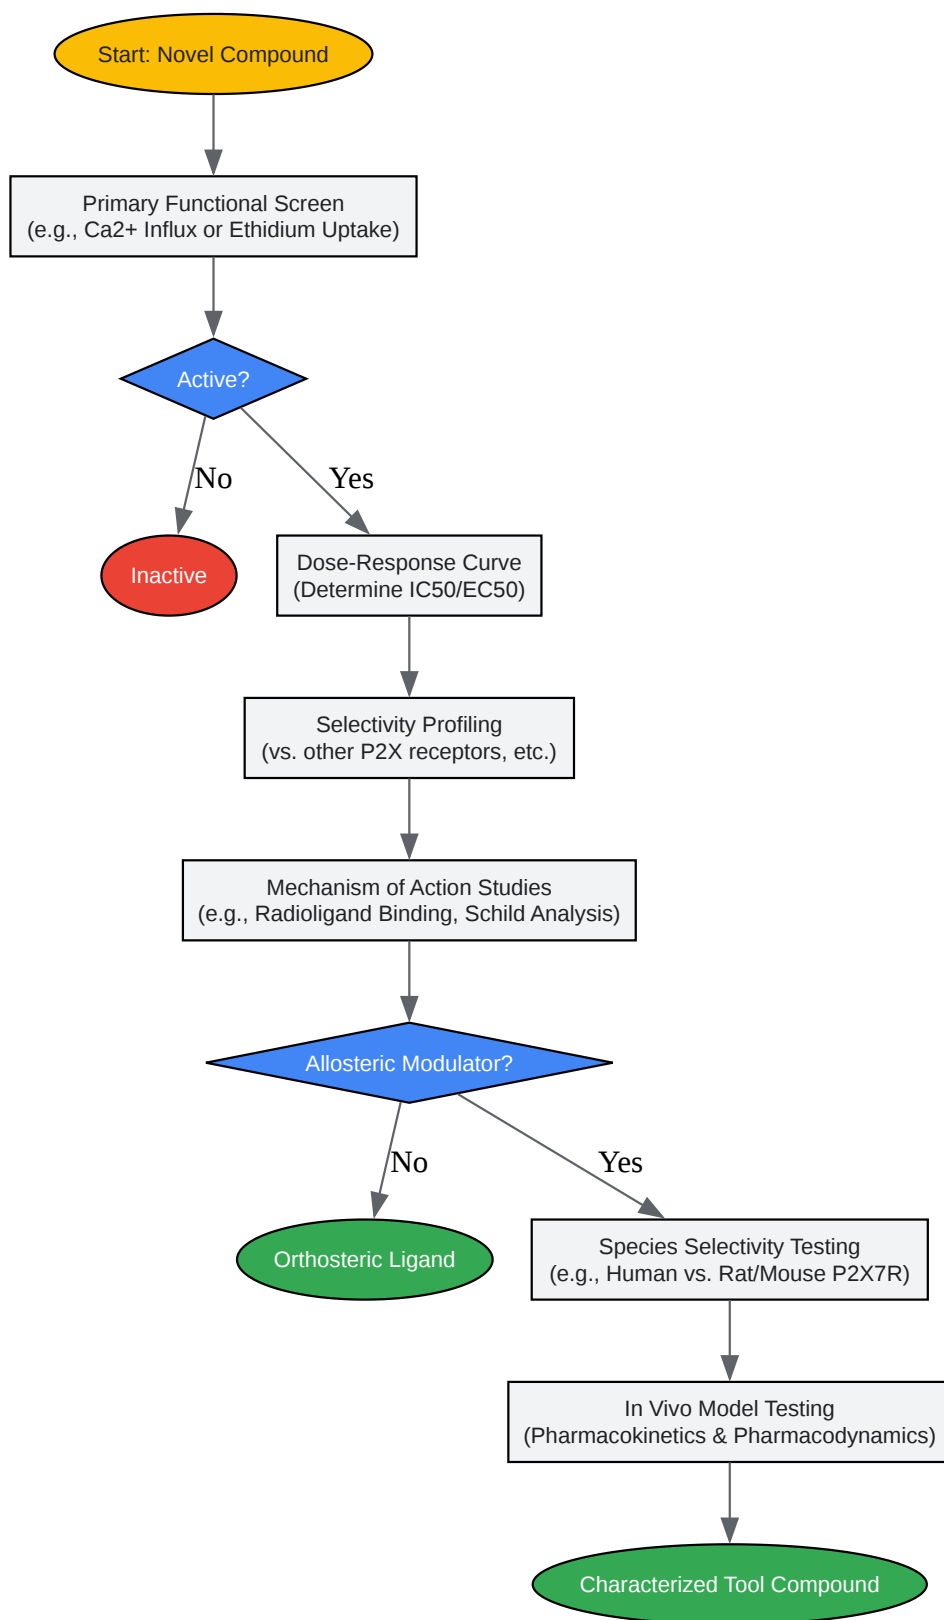 Start: Novel Compound
Primary Functional Screen
(e.g., Ca2+ Influx or Ethidium Uptake)
Active?
No
Yes
Inactive
Dose-Response Curve
(Determine IC50/EC50)
Selectivity Profiling
(vs. other P2X receptors, etc.)
Mechanism of Action Studies
(e.g., Radioligand Binding, Schild Analysis)
Allosteric Modulator?
No
Yes
Orthosteric Ligand
Species Selectivity Testing
(e.g., Human vs. Rat/Mouse P2X7R)
In Vivo Model Testing
(Pharmacokinetics & Pharmacodynamics)
Characterized Tool Compound